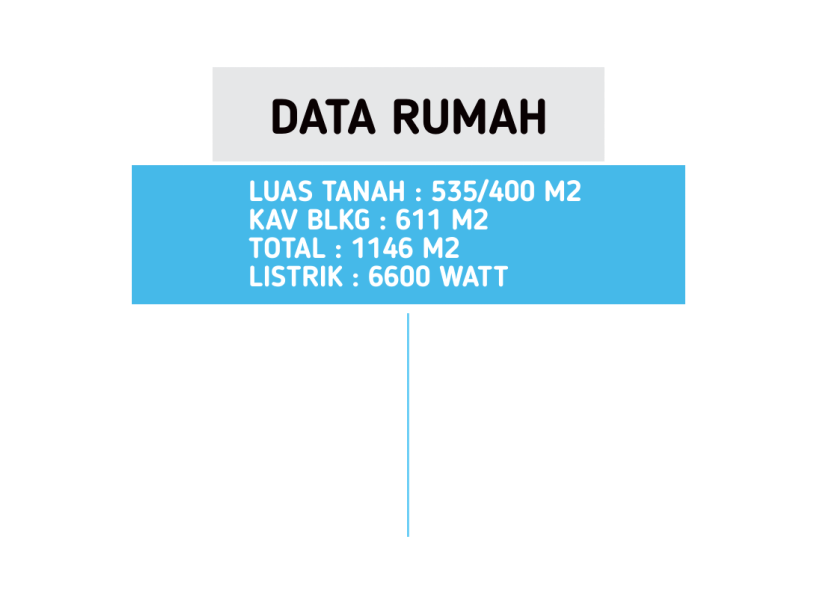 DATA RUMAH
LUAS TANAH : 535/400 M2
KAV BLKG : 611 M2
TOTAL : 1146 M2
LISTRIK : 6600 WATT